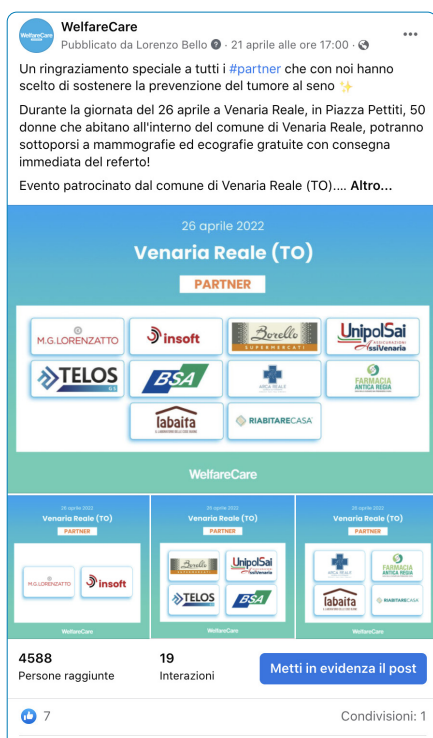 WelfareCare
WelfareCare
Pubblicato da Lorenzo Bello · 21 aprile alle ore 17:00 ·
Un ringraziamento speciale a tutti i #partner che con noi hanno
scelto di sostenere la prevenzione del tumore al seno ✨
Durante la giornata del 26 aprile a Venaria Reale, in Piazza Pettiti, 50
donne che abitano all'interno del comune di Venaria Reale, potranno
sottoporsi a mammografie ed ecografie gratuite con consegna
immediata del referto!
Evento patrocinato dal comune di Venaria Reale (TO).... Altro...
26 aprile 2022
Venaria Reale (TO)
PARTNER
M.G.LORENZATTO
insoft
Borello
SUPERMERCATI
UnipolSai
ASSICURAZIONI
AssiVenaria
TELOS
BSA
ARCA REALE
FARMACIA
ANTICA REGIA
labaita
RIABITARECASA
WelfareCare
26 aprile 2022
Venaria Reale (TO)
PARTNER
M.G.LORENZATTO
insoft
WelfareCare
26 aprile 2022
Venaria Reale (TO)
PARTNER
Borello
UnipolSai
TELOS
BSA
WelfareCare
26 aprile 2022
Venaria Reale (TO)
PARTNER
ARCA REALE
FARMACIA
ANTICA REGIA
labaita
RIABITARECASA
WelfareCare
4588
Persone raggiunte
19
Interazioni
Metti in evidenza il post
7
Condivisioni: 1